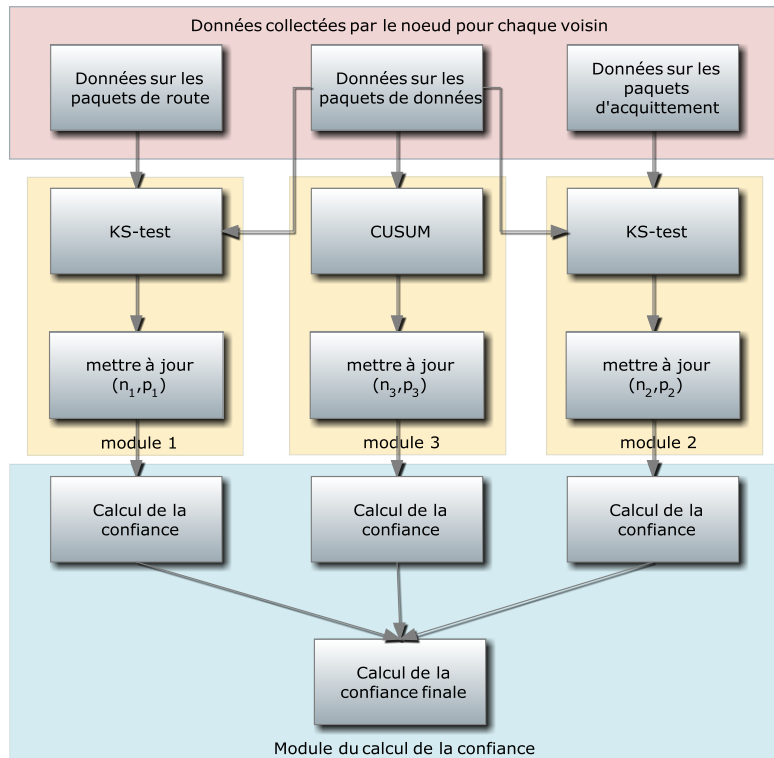 Données collectées par le noeud pour chaque voisin
Données sur les
paquets de route
Données sur les
paquets de données
Données sur les
paquets
d'acquittement
KS-test
CUSUM
KS-test
mettre à jour
(n1,p1)
mettre à jour
(n3,p3)
mettre à jour
(n2,p2)
module 1
module 3
module 2
Calcul de la
confiance
Calcul de la
confiance
Calcul de la
confiance
Calcul de la
confiance finale
Module du calcul de la confiance